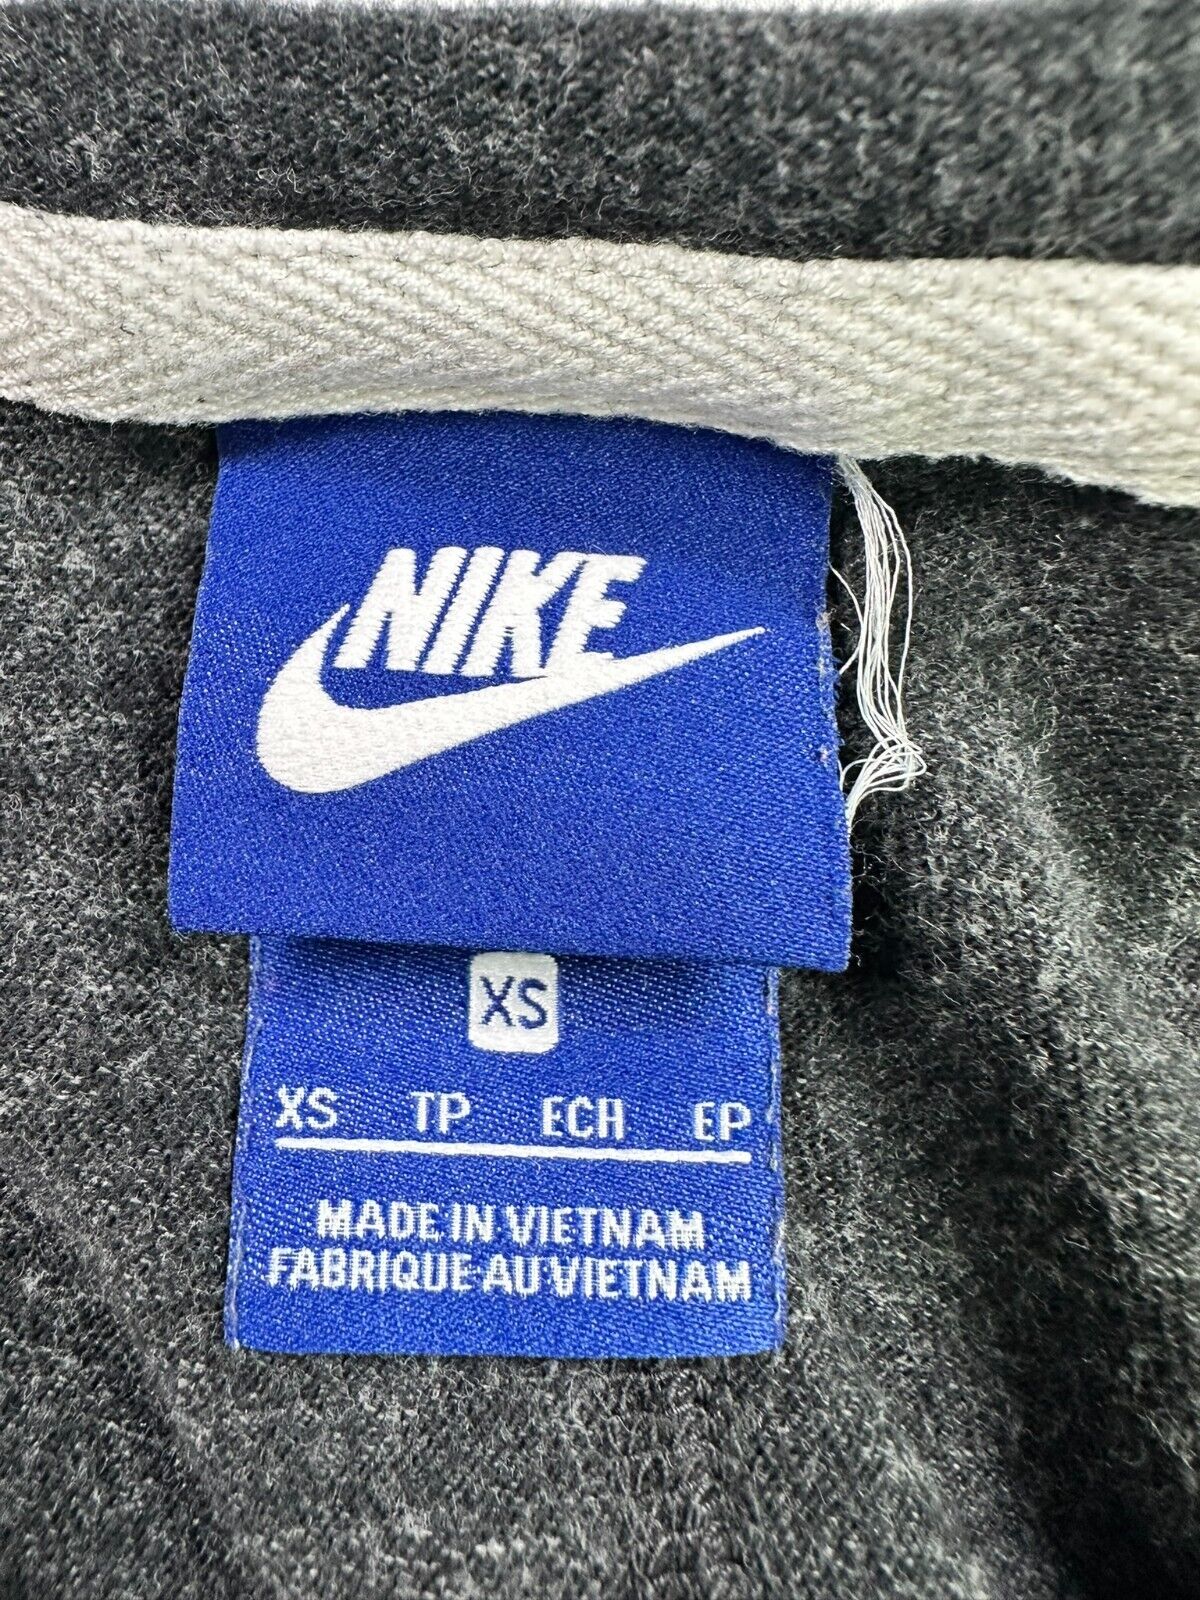 NIKE
XS
XS TP ECH EP
MADE IN VIETNAM
FABRIQUE AU VIETNAM